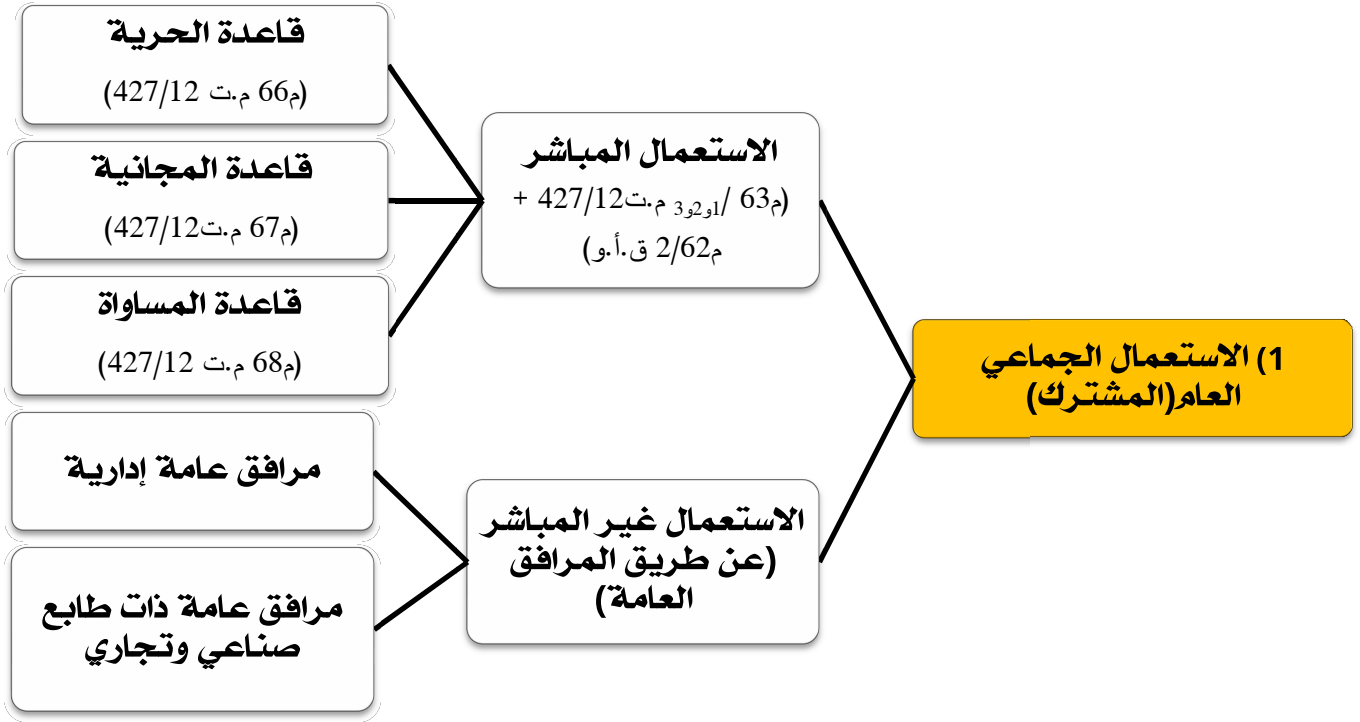 1) الاستعمال الجماعي
العام(المشترك)
الاستعمال المباشر
(م63 /1و2و3 م.ت427/12 +
م2/62 ق.أ.و)
قاعدة الحرية
(م66 م.ت 427/12)
قاعدة المجانية
(م67 م.ت427/12)
قاعدة المساواة
(م68 م.ت 427/12)
الاستعمال غير المباشر
(عن طريق المرافق
العامة)
مرافق عامة إدارية
مرافق عامة ذات طابع
صناعي وتجاري